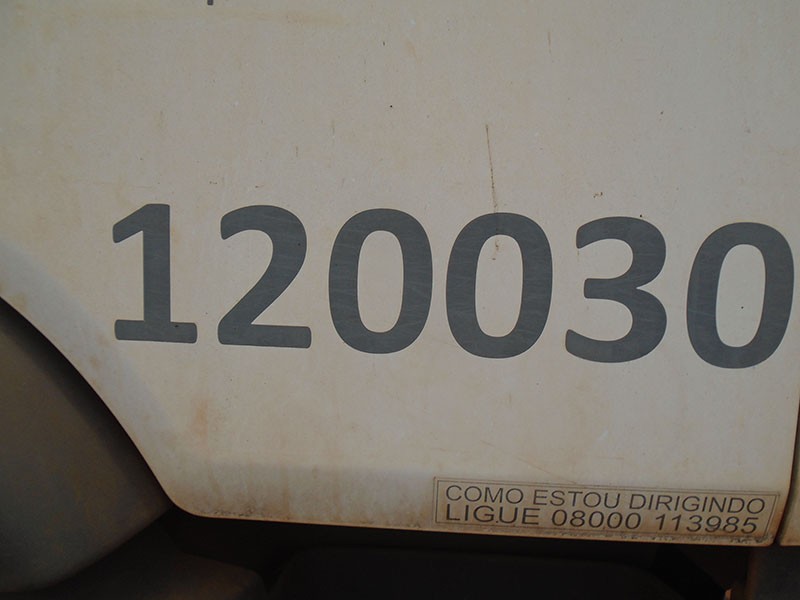 120030
COMO ESTOU DIRIGINDO
LIGUE 08000 113985